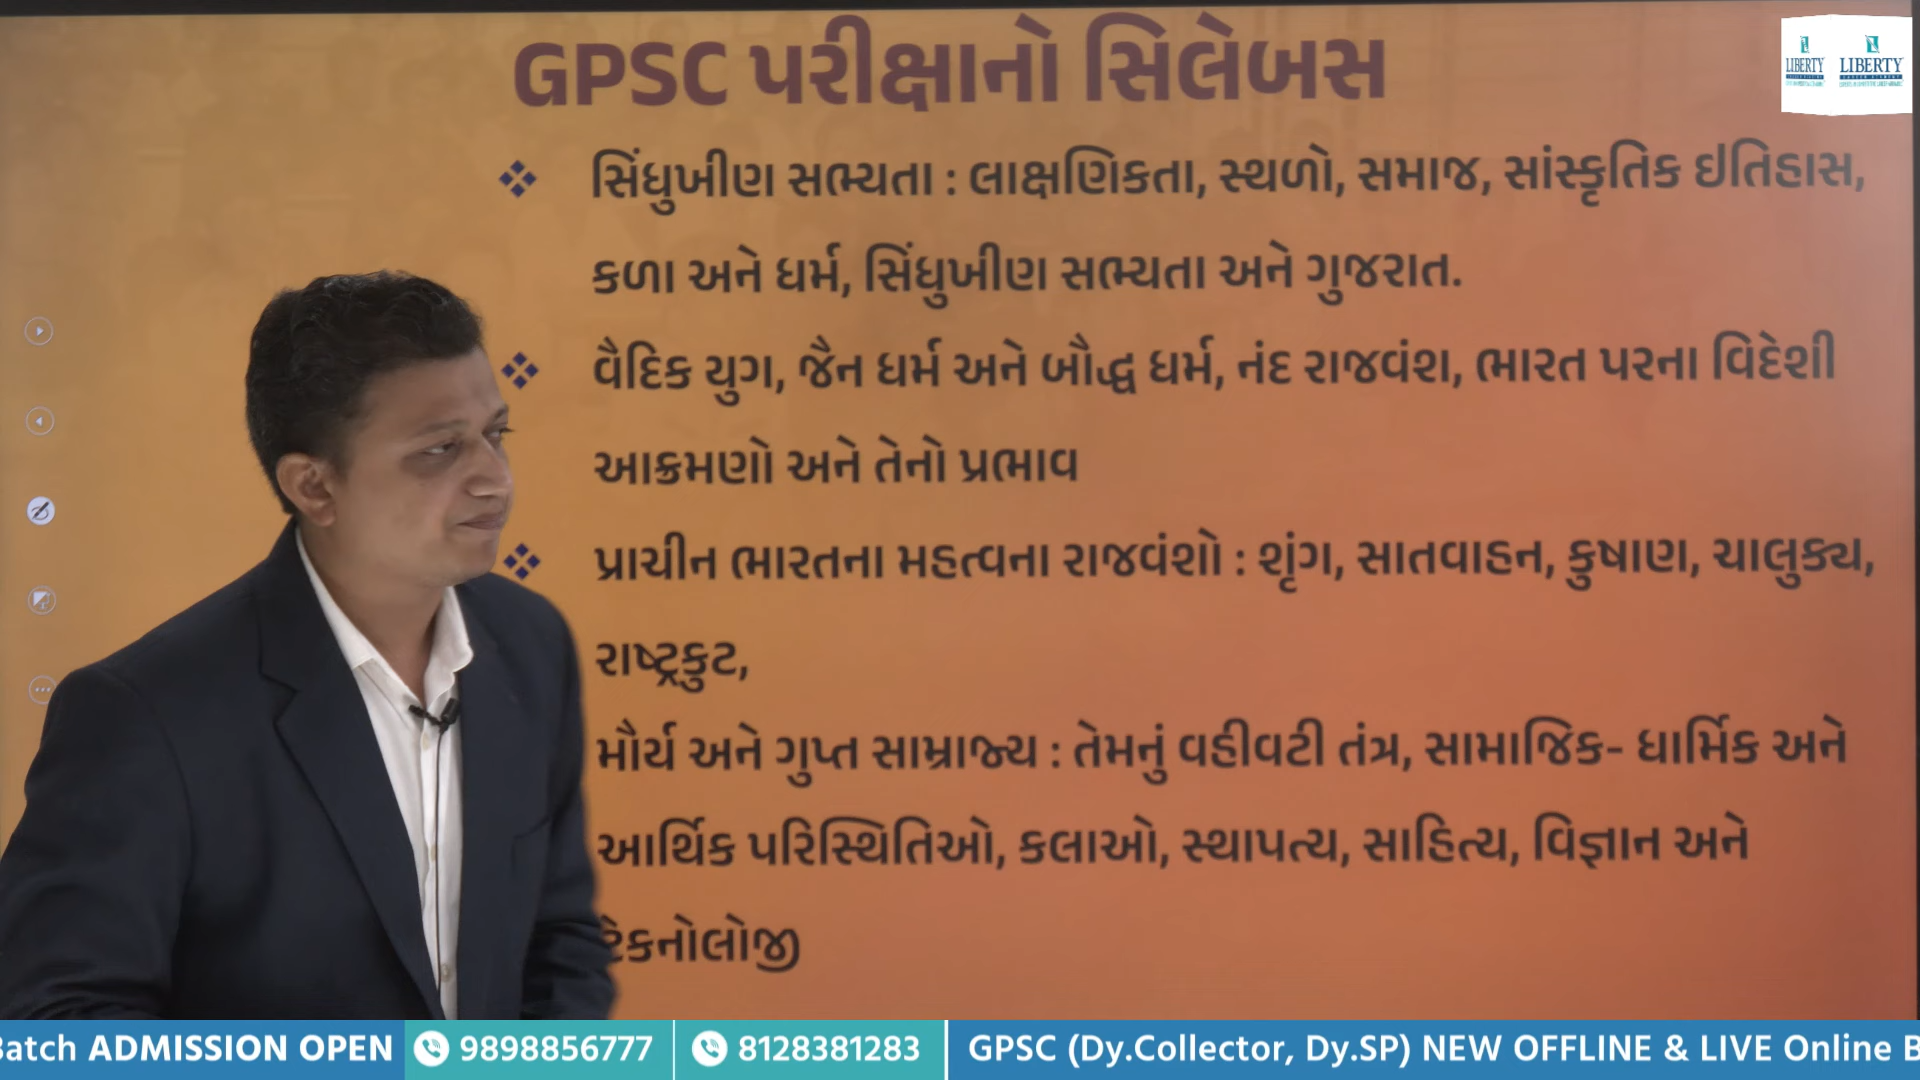 GPSC પરીક્ષાનો સિલેબસ
LIBERTY LIBERTY
સિંધુખીણ સભ્યતા : લાક્ષણિકતા, સ્થળો, સમાજ, સાંસ્કૃતિક ઇતિહાસ,
કળા અને ધર્મ, સિંધુખીણ સભ્યતા અને ગુજરાત.
વૈદિક યુગ, જૈન ધર્મ અને બૌદ્ધ ધર્મ, નંદ રાજવંશ, ભારત પરના વિદેશી
આક્રમણો અને તેનો પ્રભાવ
પ્રાચીન ભારતના મહત્વના રાજવંશો : શૃંગ, સાતવાહન, કુષાણ, ચાલુક્ય,
રાષ્ટ્રકુટ,
મૌર્ય અને ગુપ્ત સામ્રાજ્ય : તેમનું વહીવટી તંત્ર, સામાજિક- ધાર્મિક અને
આર્થિક પરિસ્થિતિઓ, કલાઓ, સ્થાપત્ય, સાહિત્ય, વિજ્ઞાન અને
ટેકનોલોજી
Batch ADMISSION OPEN 9898856777 8128381283 GPSC (Dy.Collector, Dy.SP) NEW OFFLINE & LIVE Online B